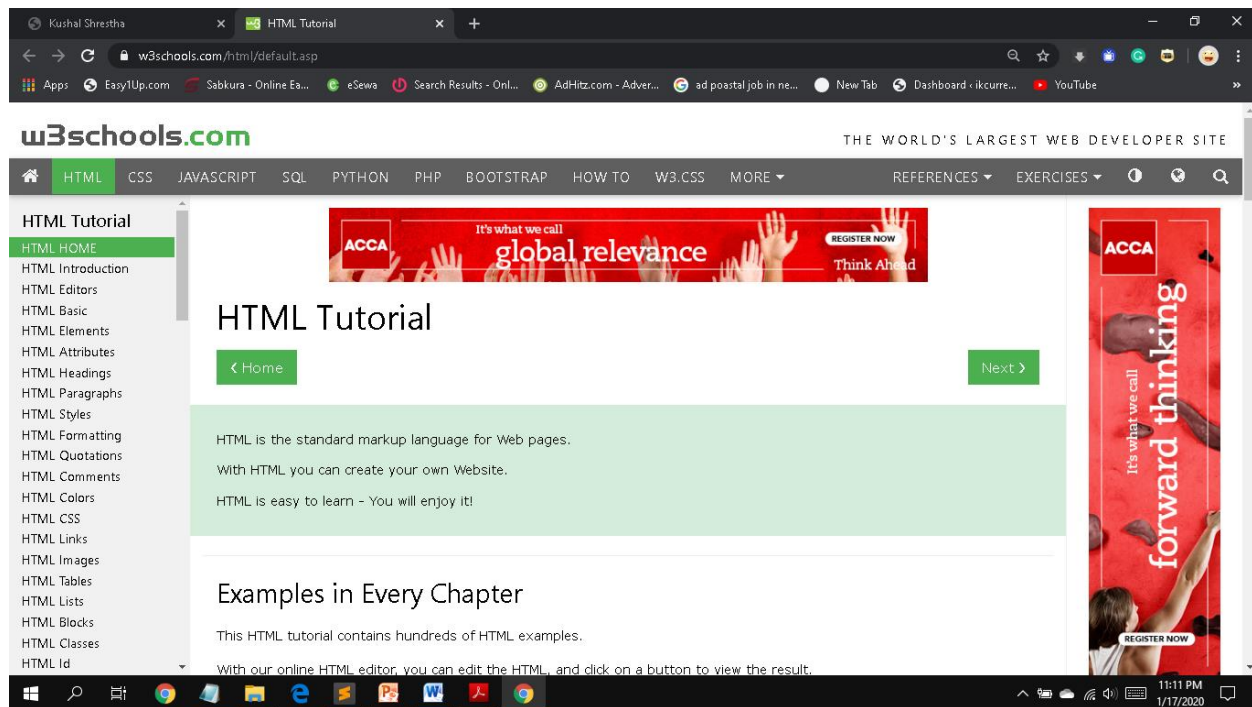 Kushal Shrestha
HTML Tutorial
w3schools.com/html/default.asp
Apps Easy1Up.com Sabkura - Online Ea... eSewa Search Results - Onl... AdHitz.com - Adver... ad poastal job in ne... New Tab Dashboard ‹ ikcurre... YouTube »
w3schools.com
THE WORLD'S LARGEST WEB DEVELOPER SITE
HTML CSS JAVASCRIPT SQL PYTHON PHP BOOTSTRAP HOW TO W3.CSS MORE REFERENCES EXERCISES
HTML Tutorial
HTML HOME
HTML Introduction
HTML Editors
HTML Basic
HTML Elements
HTML Attributes
HTML Headings
HTML Paragraphs
HTML Styles
HTML Formatting
HTML Quotations
HTML Comments
HTML Colors
HTML CSS
HTML Links
HTML Images
HTML Tables
HTML Lists
HTML Blocks
HTML Classes
HTML Id
ACCA
It's what we call
global relevance
REGISTER NOW
Think Ahead
HTML Tutorial
❮ Home
Next ❯
HTML is the standard markup language for Web pages.
With HTML you can create your own Website.
HTML is easy to learn - You will enjoy it!
Examples in Every Chapter
This HTML tutorial contains hundreds of HTML examples.
With our online HTML editor, you can edit the HTML, and click on a button to view the result.
ACCA
It's what we call
forward thinking
REGISTER NOW
11:11 PM
1/17/2020